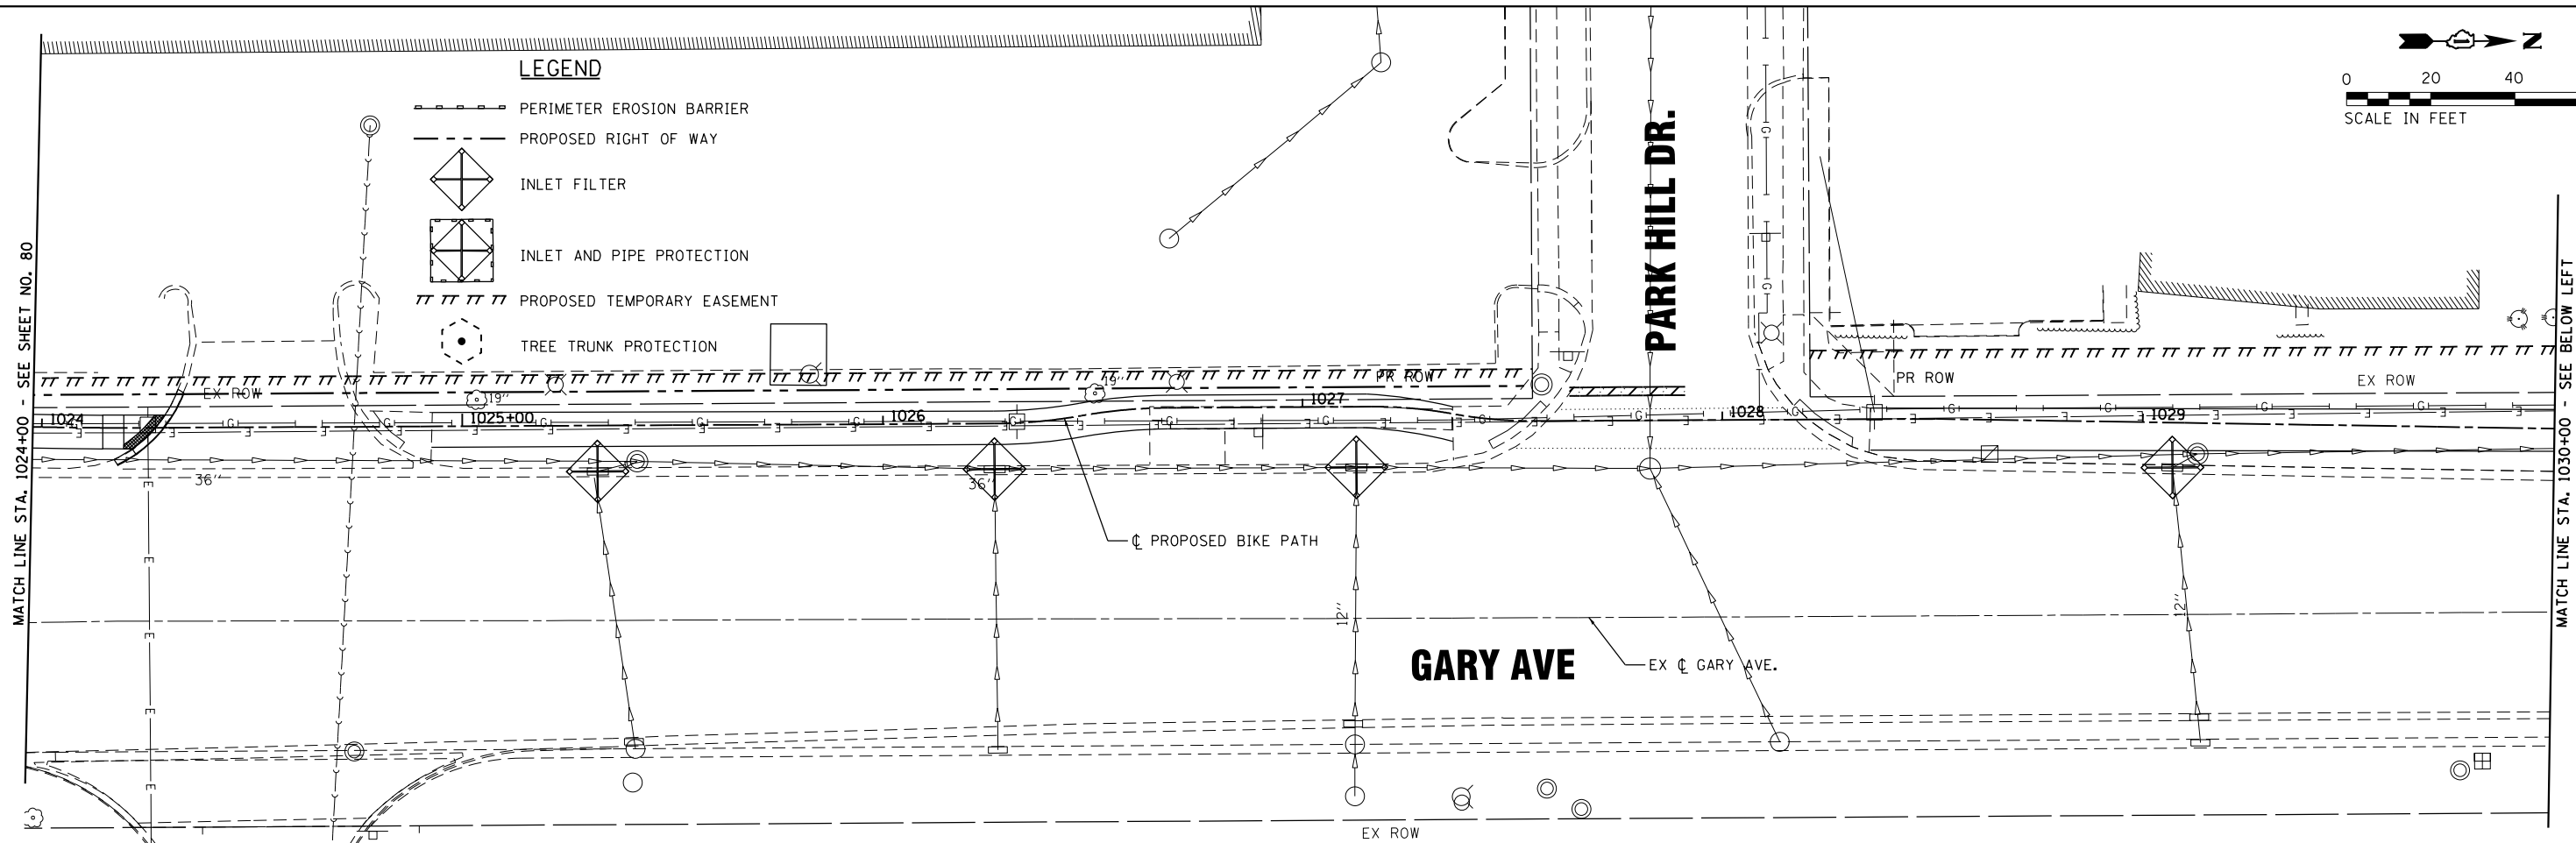 LEGEND
PERIMETER EROSION BARRIER
PROPOSED RIGHT OF WAY
INLET FILTER
INLET AND PIPE PROTECTION
PROPOSED TEMPORARY EASEMENT
TREE TRUNK PROTECTION
N
0 20 40
SCALE IN FEET
MATCH LINE STA. 1024+00 - SEE SHEET NO. 80
MATCH LINE STA. 1030+00 - SEE BELOW LEFT
PARK HILL DR.
EX ROW
19"
19"
PR ROW
PR ROW
EX ROW
1024
1025+00
1026
1027
1028
1029
36"
36"
℄ PROPOSED BIKE PATH
12"
12"
GARY AVE
EX ℄ GARY AVE.
EX ROW